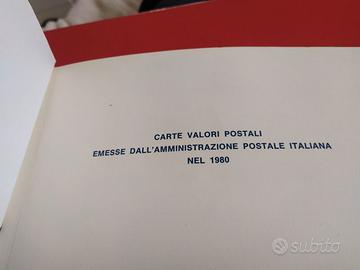 CARTE VALORI POSTALI
EMESSE DALL'AMMINISTRAZIONE POSTALE ITALIANA
NEL 1980
subito